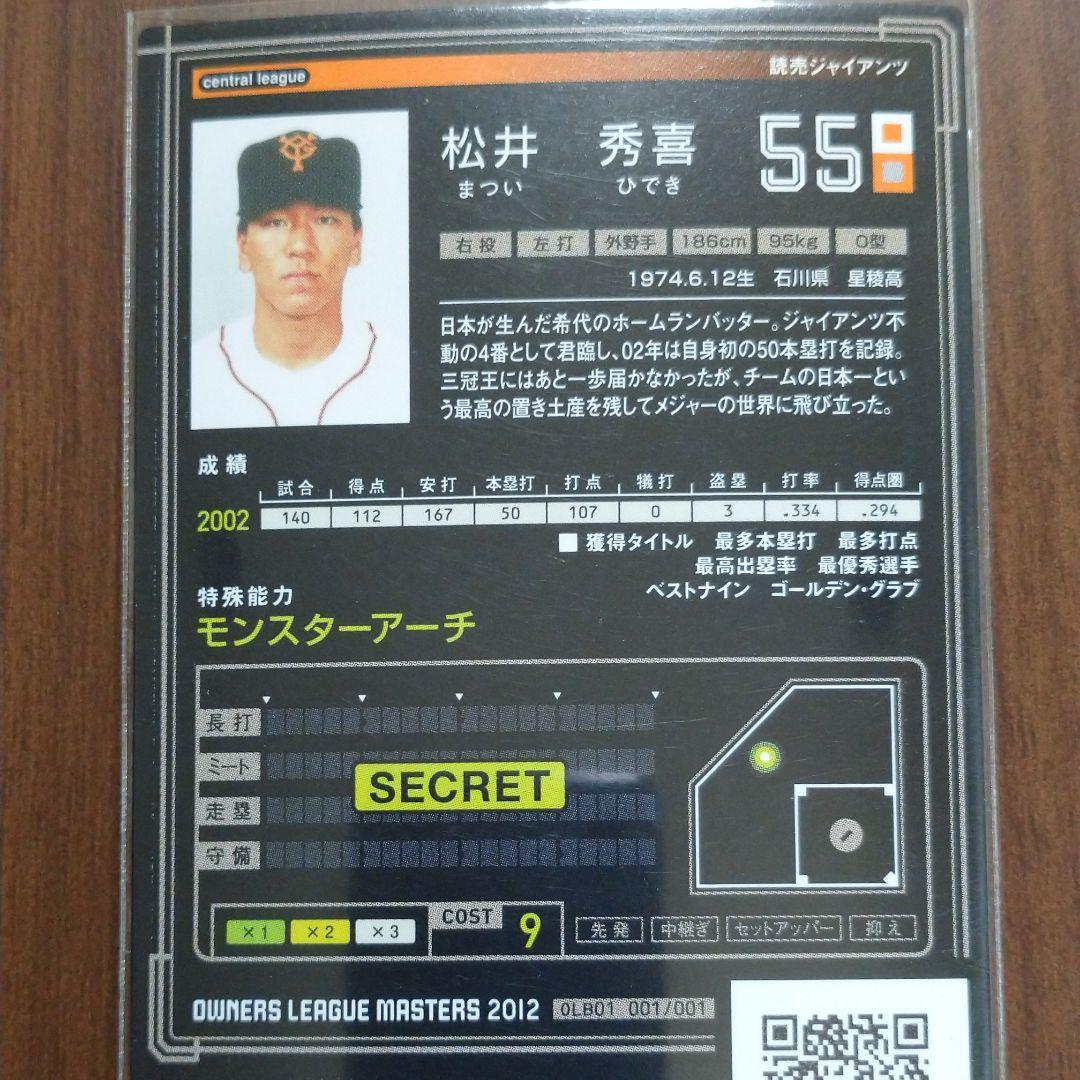 central league 読売ジャイアンツ
YG
松井 秀喜 55
まつい ひでき
右投 左打 外野手 186cm 95kg O型
1974.6.12生 石川県 星稜高
日本が生んだ希代のホームランバッター。ジャイアンツ不
動の4番として君臨し、02年は自身初の50本塁打を記録。
三冠王にはあと一歩届かなかったが、チームの日本一とい
う最高の置き土産を残してメジャーの世界に飛び立った。
成績
試合 得点 安打 本塁打 打点 犠打 盗塁 打率 得点圏
2002 140 112 167 50 107 0 3 .334 .294
■ 獲得タイトル 最多本塁打 最多打点
最高出塁率 最優秀選手
ベストナイン ゴールデン・グラブ
特殊能力
モンスターアーチ
長打
ミート
SECRET
走塁
守備
×1 ×2 ×3 COST 9 先発 中継ぎ セットアッパー 抑え
OWNERS LEAGUE MASTERS 2012 OLB01 001/001